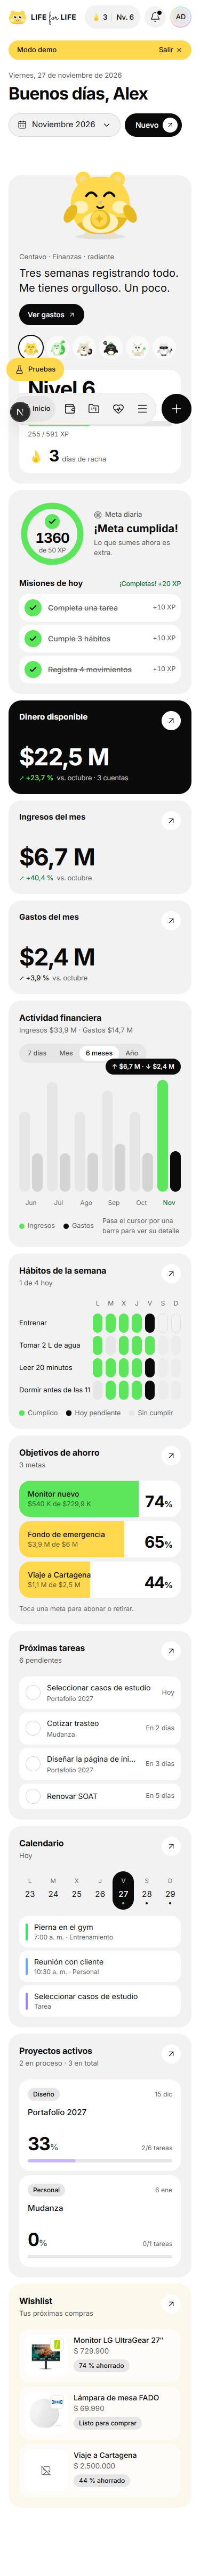 LIFE for LIFE
3 Nv. 6
AD
Modo demo
Salir ×
Viernes, 27 de noviembre de 2026
Buenos días, Alex
Noviembre 2026
Nuevo
Centavo · Finanzas · radiante
Tres semanas registrando todo.
Me tienes orgulloso. Un poco.
Ver gastos
Pruebas
Nivel 6
N
Inicio
255 / 591 XP
3 días de racha
1360
de 50 XP
Meta diaria
¡Meta cumplida!
Lo que sumes ahora es
extra.
Misiones de hoy
¡Completas! +20 XP
Completa una tarea
+10 XP
Cumple 3 hábitos
+10 XP
Registra 4 movimientos
+10 XP
Dinero disponible
$22,5 M
+23,7 % vs. octubre · 3 cuentas
Ingresos del mes
$6,7 M
+40,4 % vs. octubre
Gastos del mes
$2,4 M
+3,9 % vs. octubre
Actividad financiera
Ingresos $33,9 M · Gastos $14,7 M
7 días Mes 6 meses Año
↑ $6,7 M · ↓ $2,4 M
Jun Jul Ago Sep Oct Nov
Ingresos Gastos
Pasa el cursor por una
barra para ver su detalle
Hábitos de la semana
1 de 4 hoy
L M X J V S D
Entrenar
Tomar 2 L de agua
Leer 20 minutos
Dormir antes de las 11
Cumplido Hoy pendiente Sin cumplir
Objetivos de ahorro
3 metas
Monitor nuevo
$540 K de $729,9 K
74%
Fondo de emergencia
$3,9 M de $6 M
65%
Viaje a Cartagena
$1,1 M de $2,5 M
44%
Toca una meta para abonar o retirar.
Próximas tareas
6 pendientes
Seleccionar casos de estudio
Portafolio 2027
Hoy
Cotizar trasteo
Mudanza
En 2 días
Diseñar la página de ini...
Portafolio 2027
En 3 días
Renovar SOAT
En 5 días
Calendario
Hoy
L M X J V S D
23 24 25 26 27 28 29
Pierna en el gym
7:00 a. m. · Entrenamiento
Reunión con cliente
10:30 a. m. · Personal
Seleccionar casos de estudio
Tarea
Proyectos activos
2 en proceso · 3 en total
Diseño
15 dic
Portafolio 2027
33%
2/6 tareas
Personal
6 ene
Mudanza
0%
0/1 tareas
Wishlist
Tus próximas compras
Monitor LG UltraGear 27"
$ 729.900
74 % ahorrado
Lámpara de mesa FADO
$ 69.990
Listo para comprar
Viaje a Cartagena
$ 2.500.000
44 % ahorrado